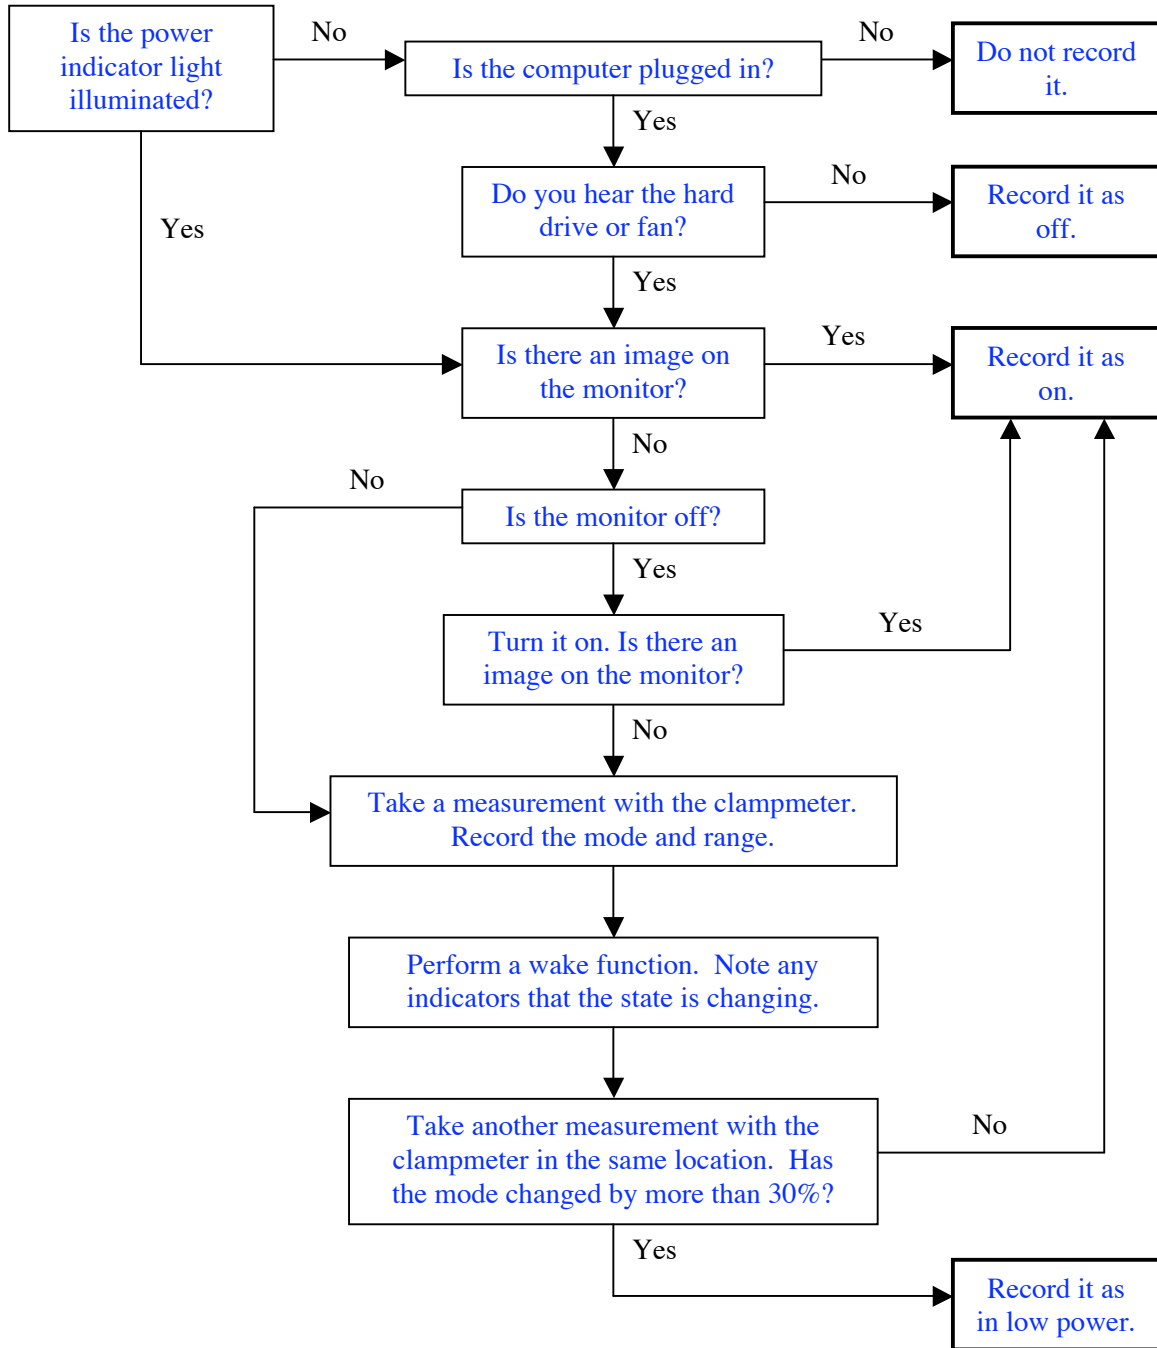 Is the power
indicator light
illuminated?
No
Is the computer plugged in?
No
Do not record
it.
Yes
Do you hear the hard
drive or fan?
No
Record it as
off.
Yes
Yes
Is there an image on
the monitor?
Yes
Record it as
on.
No
No
Is the monitor off?
Yes
Turn it on. Is there an
image on the monitor?
Yes
No
Take a measurement with the clampmeter.
Record the mode and range.
Perform a wake function.  Note any
indicators that the state is changing.
Take another measurement with the
clampmeter in the same location.  Has
the mode changed by more than 30%?
No
Yes
Record it as
in low power.